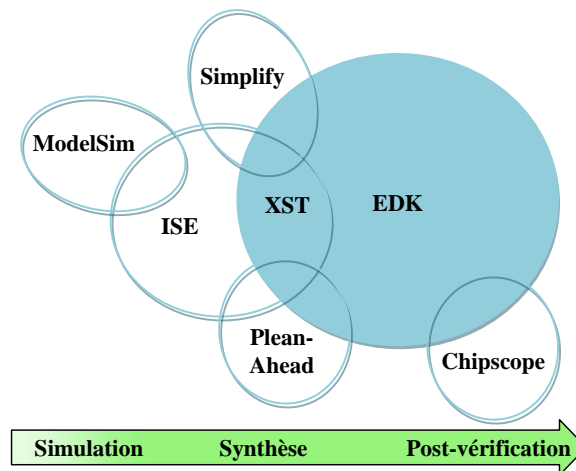 Simplify
ModelSim
ISE
XST
EDK
Plean-
Ahead
Chipscope
Simulation
Synthèse
Post-vérification